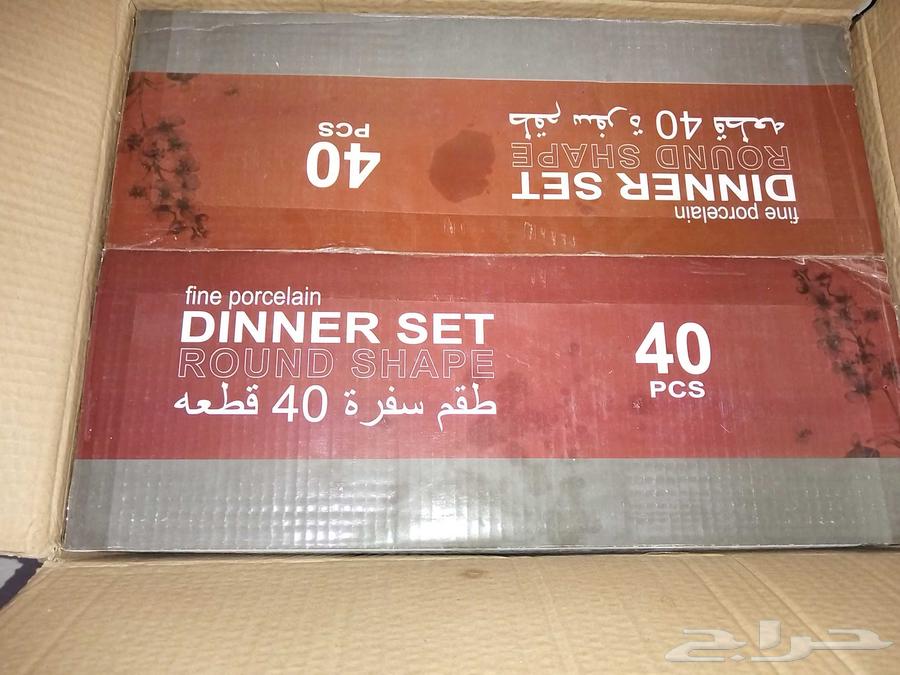 fine porcelain
DINNER SET
ROUND SHAPE
طقم سفرة 40 قطعه
40
PCS
fine porcelain
DINNER SET
ROUND SHAPE
طقم سفرة 40 قطعه
40
PCS
حراج